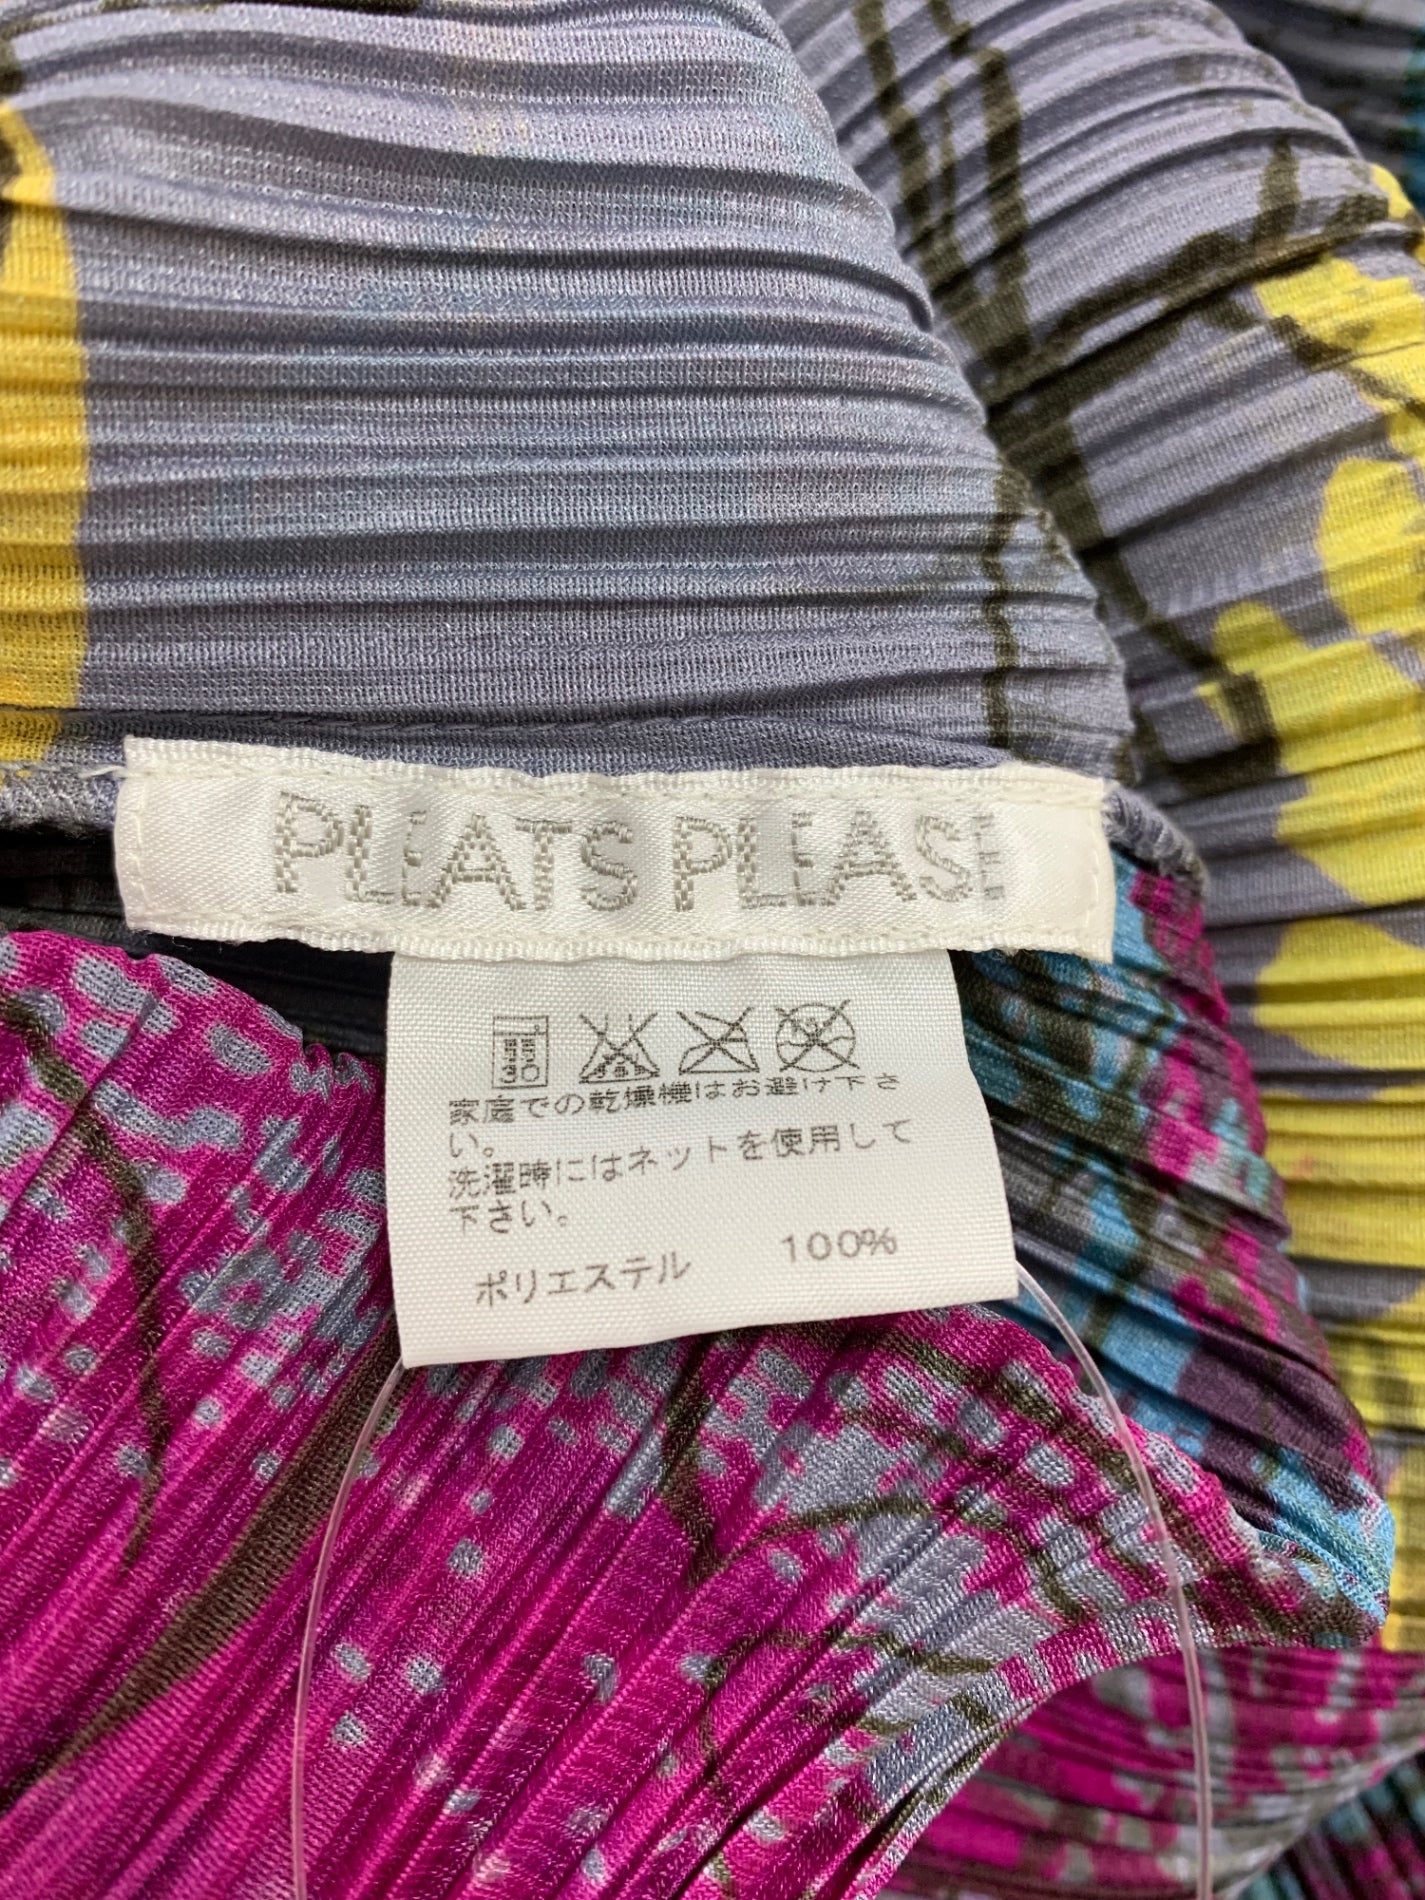 PLEATS PLEASE
30
家庭での乾燥機はお避け下さ
い。
洗濯時にはネットを使用して
下さい。
ポリエステル 100%